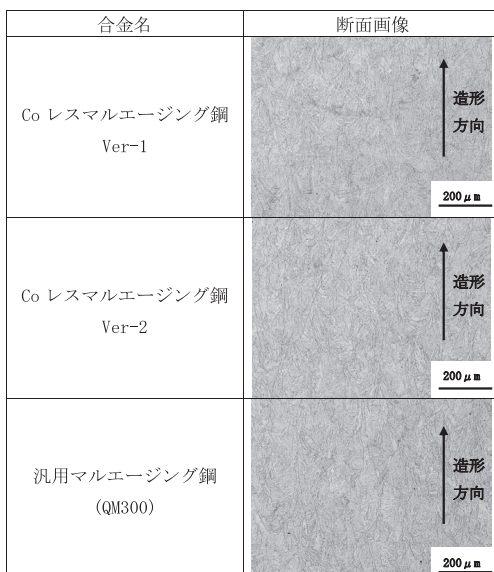 合金名
断面画像
Co レスマルエージング鋼
Ver-1
造形
方向
200μm
Co レスマルエージング鋼
Ver-2
造形
方向
200μm
汎用マルエージング鋼
(QM300)
造形
方向
200μm